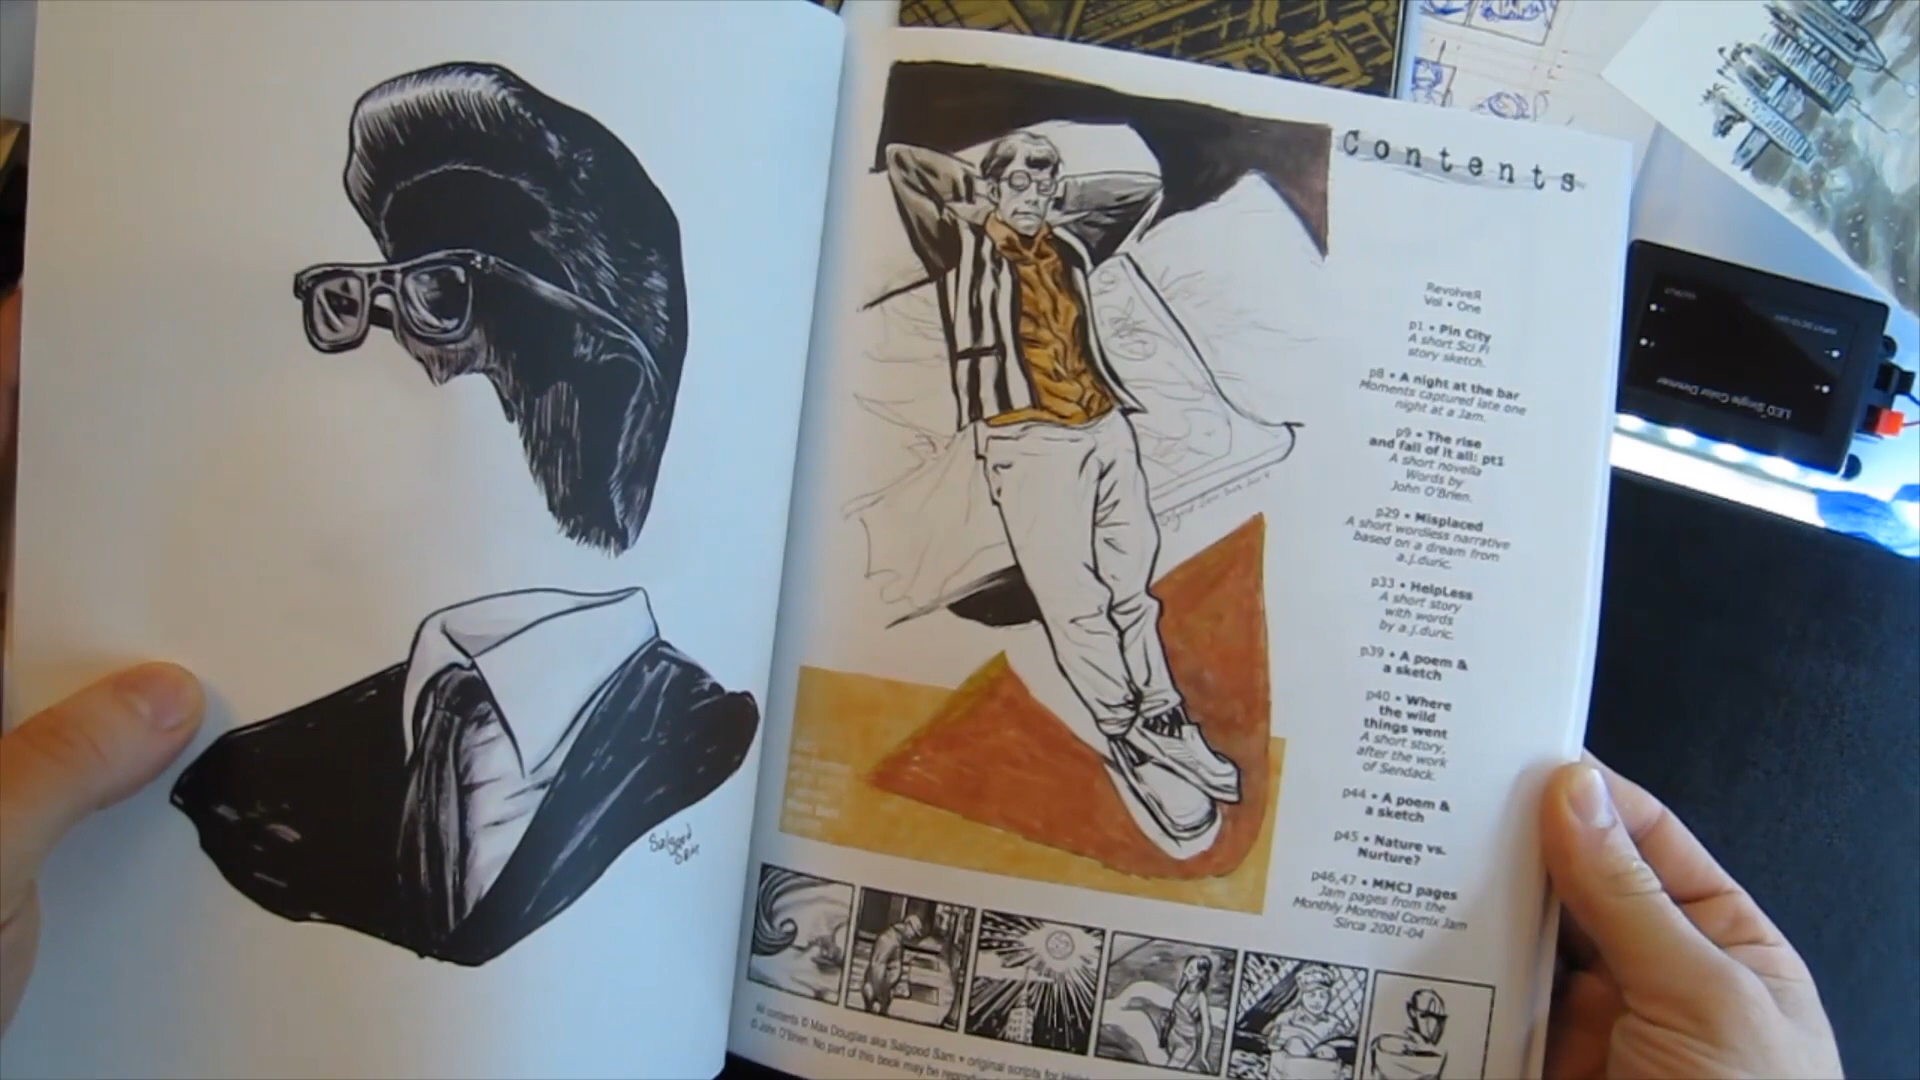 Salgood
Sam
Contents
RevolveЯ
Vol • One
p1 • Pin City
A short Sci Fi
story sketch.
p8 • A night at the bar
Moments captured late one
night at a Jam.
p9 • The rise
and fall of it all: pt1
A short novella
Words by
John O'Brien.
p29 • Misplaced
A short wordless narrative
based on a dream from
a.j.duric.
p33 • HelpLess
A short story
with words
by a.j.duric.
p39 • A poem &
a sketch
p40 • Where
the wild
things went
A short story,
after the work
of Sendack.
p44 • A poem &
a sketch
p45 • Nature vs.
Nurture?
p46,47 • MMCJ pages
Jam pages from the
Monthly Montreal Comix Jam
Sirca 2001-04
All contents © Max Douglas aka Salgood Sam • original scripts for
© John O'Brien. No part of this book may be
LED Single Color Dimmer